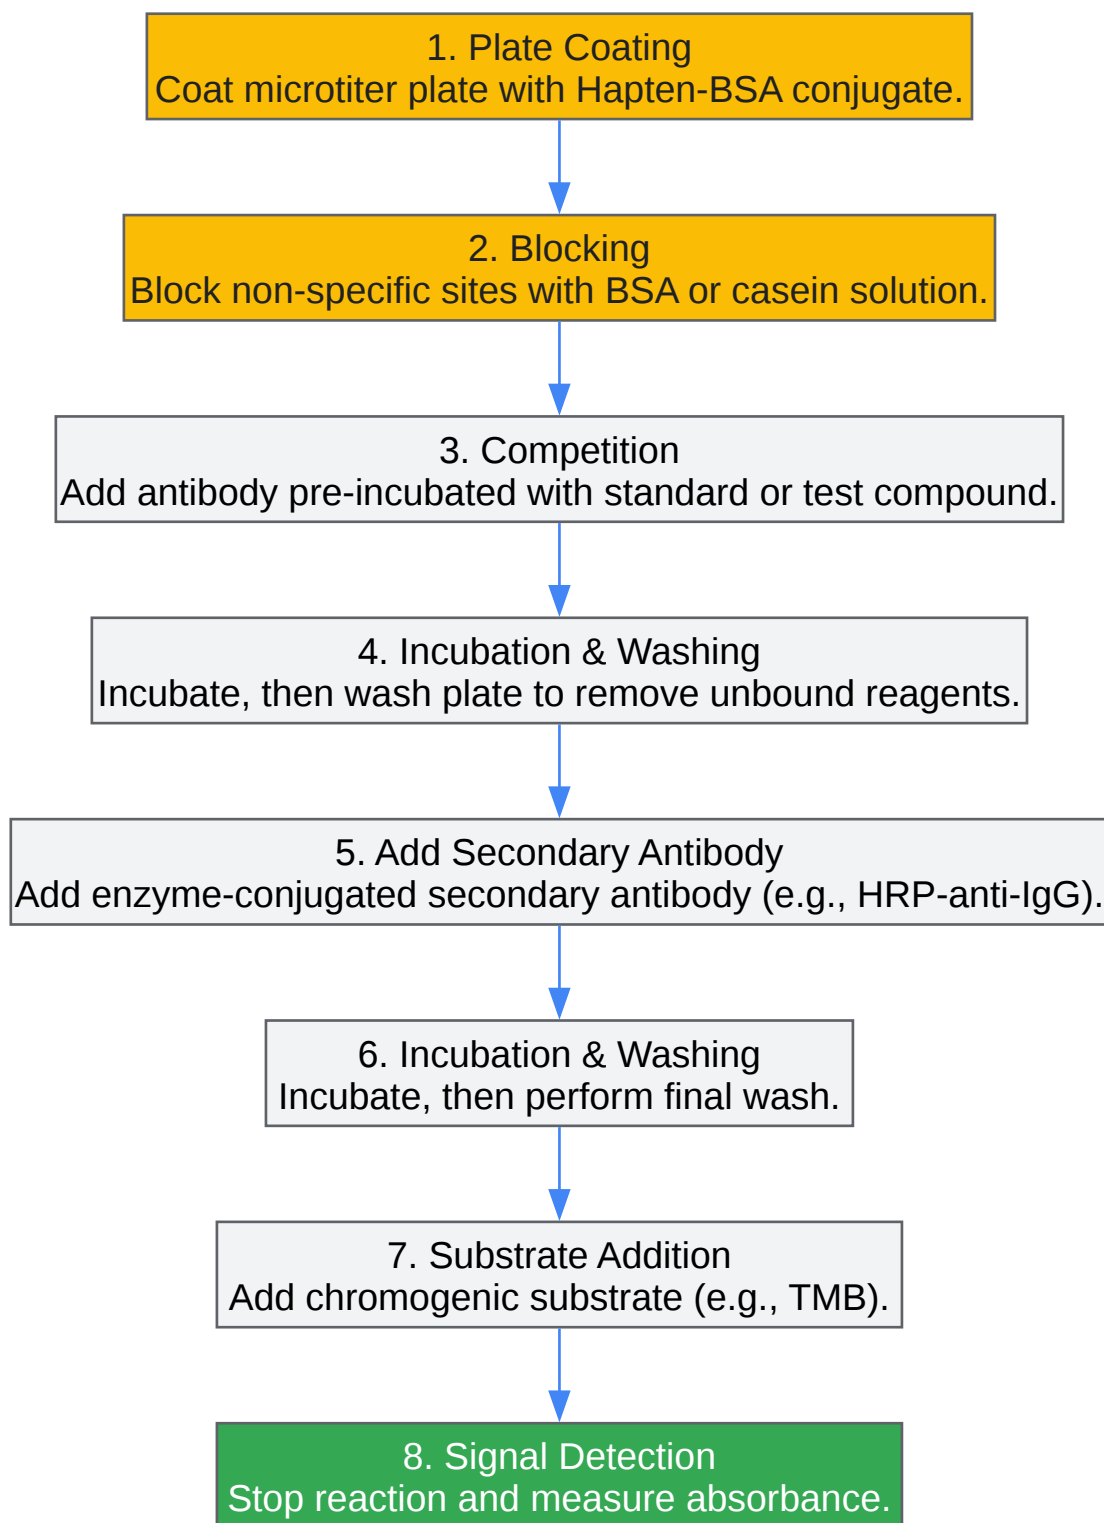 1. Plate Coating
Coat microtiter plate with Hapten-BSA conjugate.
2. Blocking
Block non-specific sites with BSA or casein solution.
3. Competition
Add antibody pre-incubated with standard or test compound.
4. Incubation & Washing
Incubate, then wash plate to remove unbound reagents.
5. Add Secondary Antibody
Add enzyme-conjugated secondary antibody (e.g., HRP-anti-IgG).
6. Incubation & Washing
Incubate, then perform final wash.
7. Substrate Addition
Add chromogenic substrate (e.g., TMB).
8. Signal Detection
Stop reaction and measure absorbance.